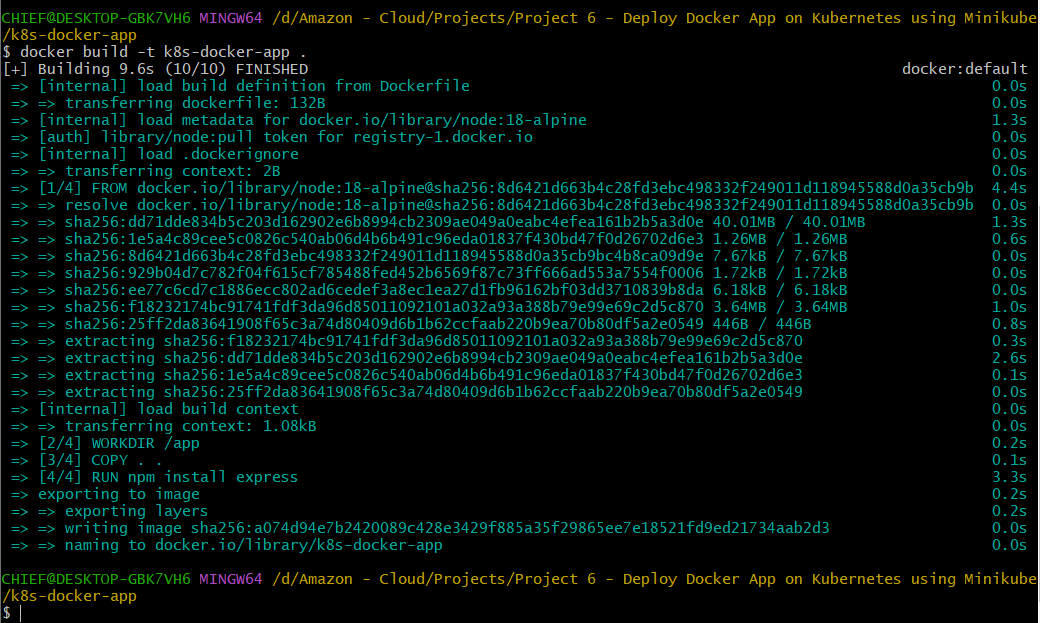 CHIEF@DESKTOP-GBK7VH6 MINGW64 /d/Amazon - Cloud/Projects/Project 6 - Deploy Docker App on Kubernetes using Minikube
/k8s-docker-app
$ docker build -t k8s-docker-app .
[+] Building 9.6s (10/10) FINISHED docker:default
=> [internal] load build definition from Dockerfile 0.0s
=> => transferring dockerfile: 132B 0.0s
=> [internal] load metadata for docker.io/library/node:18-alpine 1.3s
=> [auth] library/node:pull token for registry-1.docker.io 0.0s
=> [internal] load .dockerignore 0.0s
=> => transferring context: 2B 0.0s
=> [1/4] FROM docker.io/library/node:18-alpine@sha256:8d6421d663b4c28fd3ebc498332f249011d118945588d0a35cb9b 4.4s
=> => resolve docker.io/library/node:18-alpine@sha256:8d6421d663b4c28fd3ebc498332f249011d118945588d0a35cb9b 0.0s
=> => sha256:dd71dde834b5c203d162902e6b8994cb2309ae049a0eabc4efea161b2b5a3d0e 40.01MB / 40.01MB 1.3s
=> => sha256:1e5a4c89cee5c0826c540ab06d4b6b491c96eda01837f430bd47f0d26702d6e3 1.26MB / 1.26MB 0.6s
=> => sha256:8d6421d663b4c28fd3ebc498332f249011d118945588d0a35cb9bc4b8ca09d9e 7.67kB / 7.67kB 0.0s
=> => sha256:929b04d7c782f04f615cf785488fed452b6569f87c73ff666ad553a7554f0006 1.72kB / 1.72kB 0.0s
=> => sha256:ee77c6cd7c1886ecc802ad6cedef3a8ec1ea27d1fb96162bf03dd3710839b8da 6.18kB / 6.18kB 0.0s
=> => sha256:f18232174bc91741fdf3da96d85011092101a032a93a388b79e99e69c2d5c870 3.64MB / 3.64MB 1.0s
=> => sha256:25ff2da83641908f65c3a74d80409d6b1b62ccfaab220b9ea70b80df5a2e0549 446B / 446B 0.8s
=> => extracting sha256:f18232174bc91741fdf3da96d85011092101a032a93a388b79e99e69c2d5c870 0.3s
=> => extracting sha256:dd71dde834b5c203d162902e6b8994cb2309ae049a0eabc4efea161b2b5a3d0e 2.6s
=> => extracting sha256:1e5a4c89cee5c0826c540ab06d4b6b491c96eda01837f430bd47f0d26702d6e3 0.1s
=> => extracting sha256:25ff2da83641908f65c3a74d80409d6b1b62ccfaab220b9ea70b80df5a2e0549 0.0s
=> [internal] load build context 0.0s
=> => transferring context: 1.08kB 0.0s
=> [2/4] WORKDIR /app 0.2s
=> [3/4] COPY . . 0.1s
=> [4/4] RUN npm install express 3.3s
=> exporting to image 0.2s
=> => exporting layers 0.2s
=> => writing image sha256:a074d94e7b2420089c428e3429f885a35f29865ee7e18521fd9ed21734aab2d3 0.0s
=> => naming to docker.io/library/k8s-docker-app 0.0s
CHIEF@DESKTOP-GBK7VH6 MINGW64 /d/Amazon - Cloud/Projects/Project 6 - Deploy Docker App on Kubernetes using Minikube
/k8s-docker-app
$